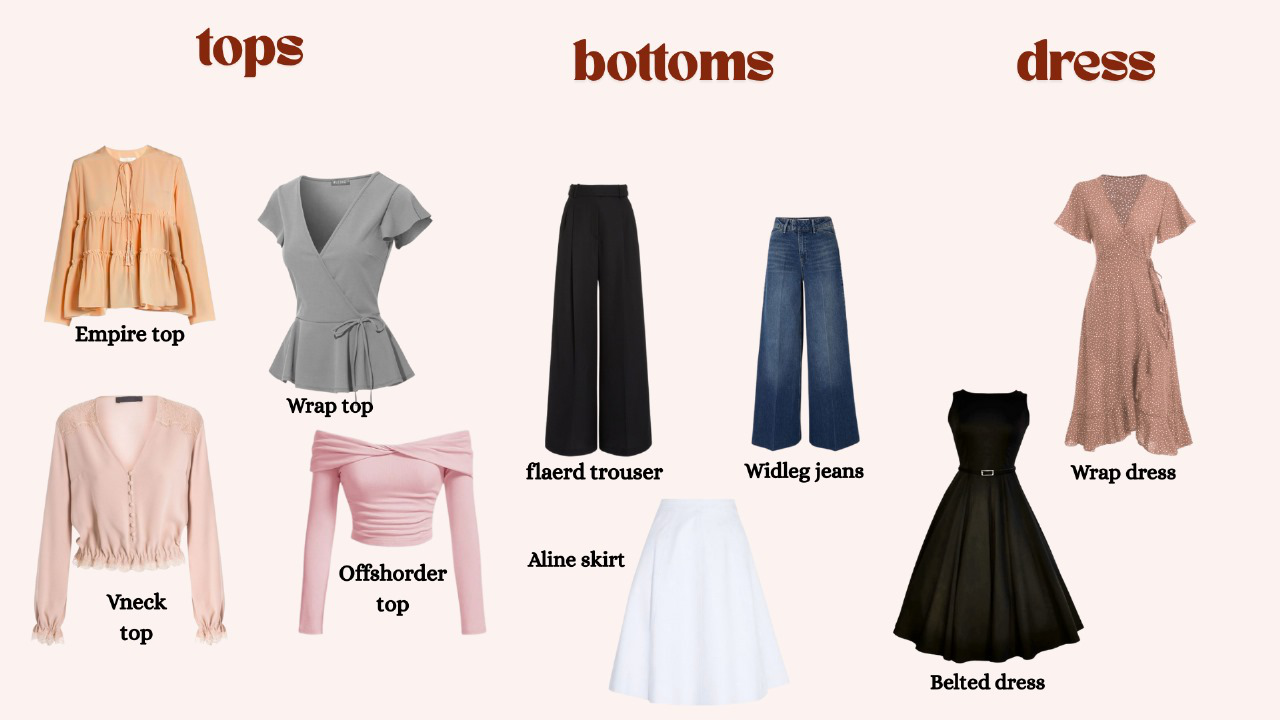 tops
bottoms
dress
Empire top
Wrap top
Vneck
top
Offshorder
top
flaerd trouser
Widleg jeans
Aline skirt
Wrap dress
Belted dress